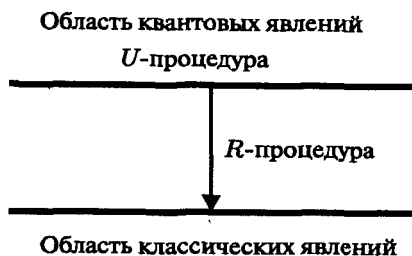 Область квантовых явлений
U-процедура
R-процедура
Область классических явлений